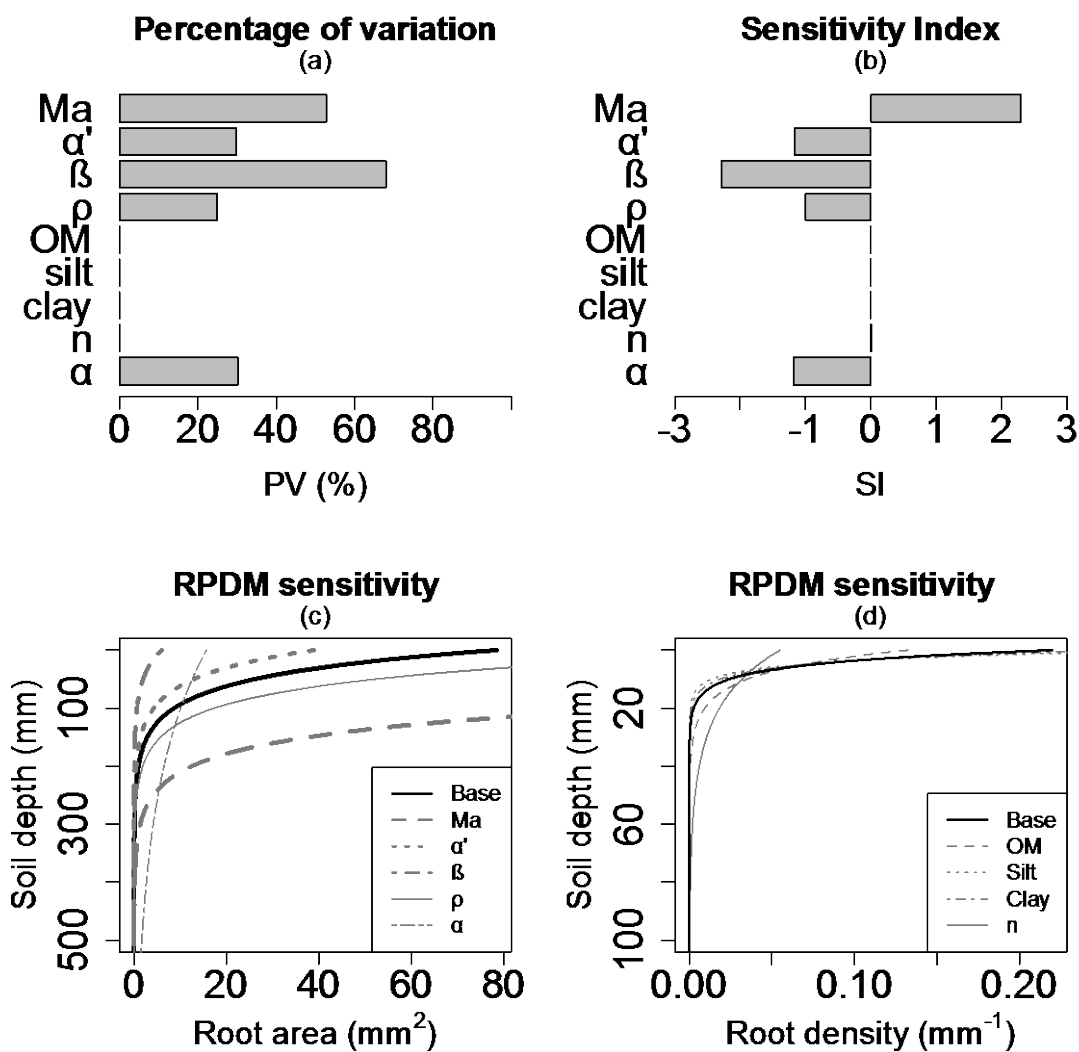 Percentage of variation
(a)
Ma
α'
ß
ρ
OM
silt
clay
n
α
0 20 40 60 80
PV (%)
Sensitivity Index
(b)
Ma
α'
ß
ρ
OM
silt
clay
n
α
-3 -1 0 1 2 3
SI
RPDM sensitivity
(c)
Soil depth (mm)
100
300
500
Base
Ma
α'
ß
ρ
α
0 20 40 60 80
Root area (mm²)
RPDM sensitivity
(d)
Soil depth (mm)
20
60
100
Base
OM
Silt
Clay
n
0.00 0.10 0.20
Root density (mm⁻¹)